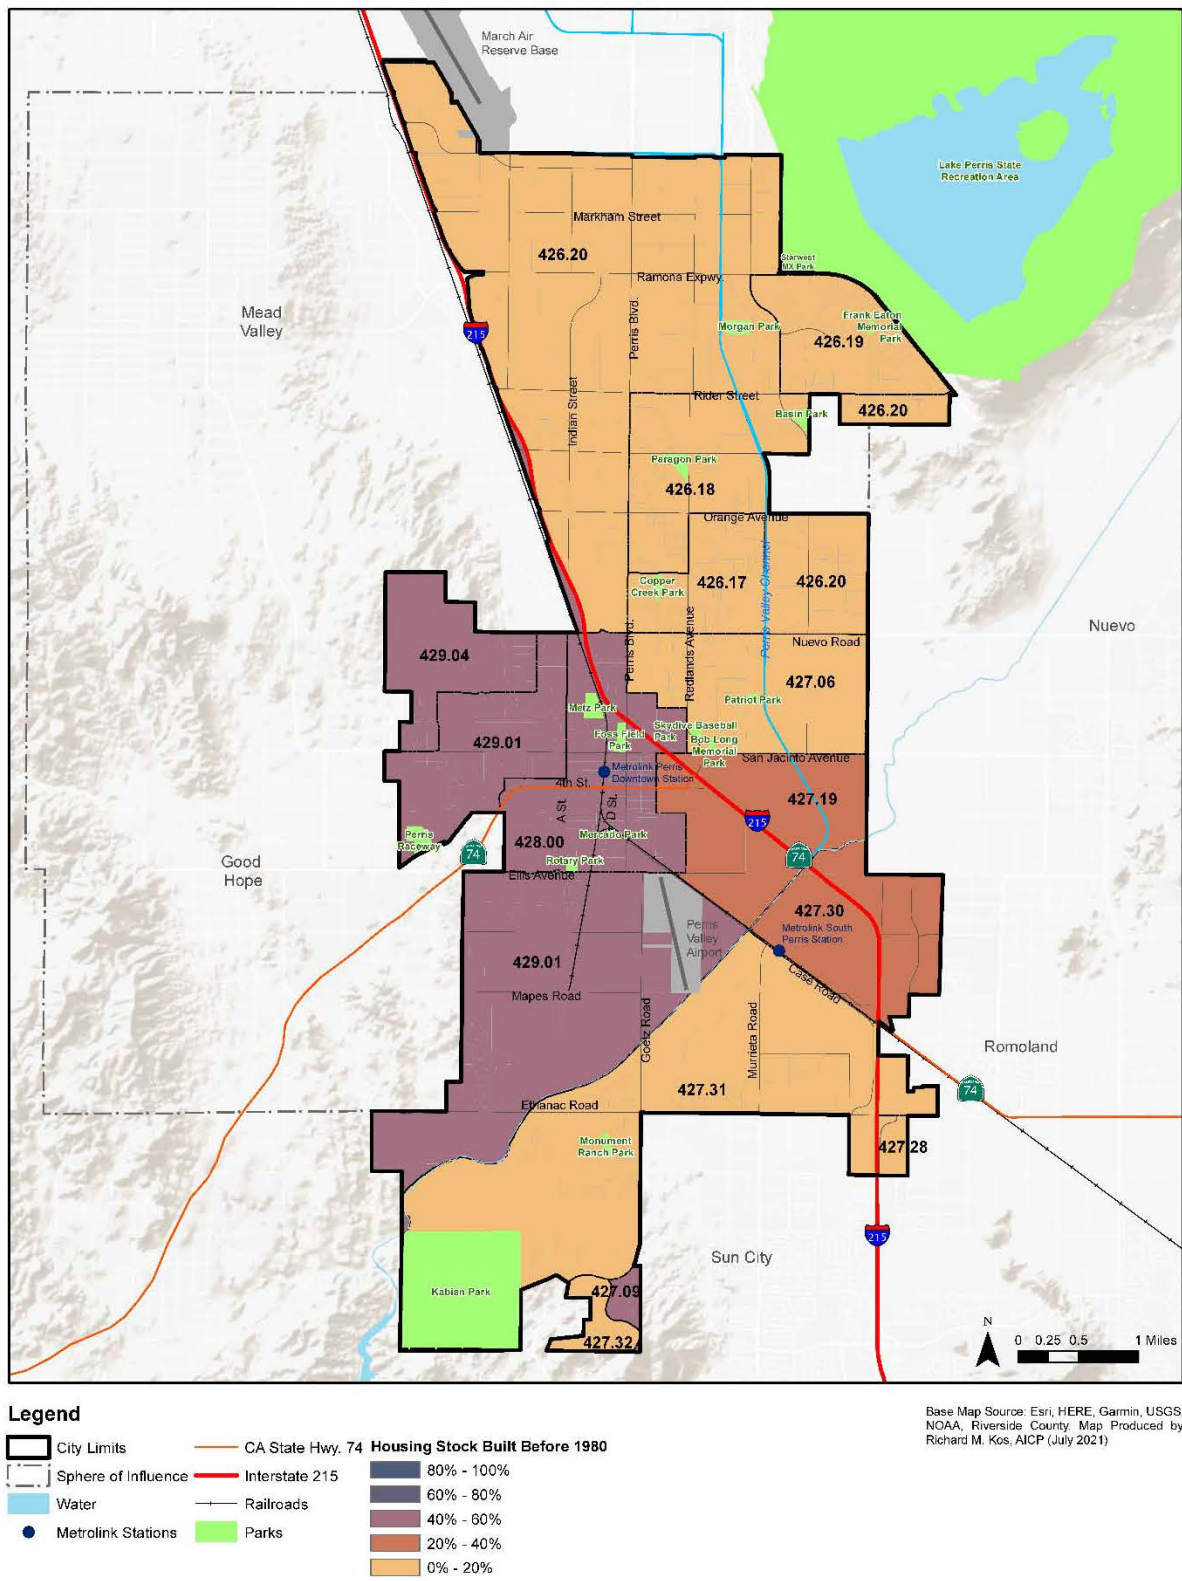 March Air
Reserve Base
Lake Perris State
Recreation Area
Markham Street
426.20
Starwest
MX Park
Ramona Expwy.
Mead
Valley
Perris Blvd.
Morgan Park
Frank Eaton
Memorial
Park
215
426.19
Indian Street
Rider Street
Basin Park
426.20
Paragon Park
426.18
Orange Avenue
Perris Valley Channel
Copper
Creek Park
426.17
426.20
Redlands Avenue
Nuevo
Perris Blvd.
Nuevo Road
429.04
427.06
Patriot Park
Metz Park
Skydive Baseball
Park
Foss Field
Park
Bob Long
Memorial
Park
429.01
San Jacinto Avenue
Metrolink Perris
Downtown Station
4th St.
427.19
A St.
D St.
215
Perris
Raceway
428.00
Mercado Park
74
74
Good
Hope
Rotary Park
Ellis Avenue
427.30
Perris
Valley
Airport
Metrolink South
Perris Station
429.01
Case Road
Mapes Road
Goetz Road
Murrieta Road
Romoland
74
427.31
Ethanac Road
Monument
Ranch Park
427.28
215
Sun City
Kabian Park
427.09
427.32
N
0 0.25 0.5 1 Miles
Legend
City Limits
Sphere of Influence
Water
Metrolink Stations
CA State Hwy. 74
Interstate 215
Railroads
Parks
Housing Stock Built Before 1980
80% - 100%
60% - 80%
40% - 60%
20% - 40%
0% - 20%
Base Map Source: Esri, HERE, Garmin, USGS,
NOAA, Riverside County. Map Produced by
Richard M. Kos, AICP (July 2021)